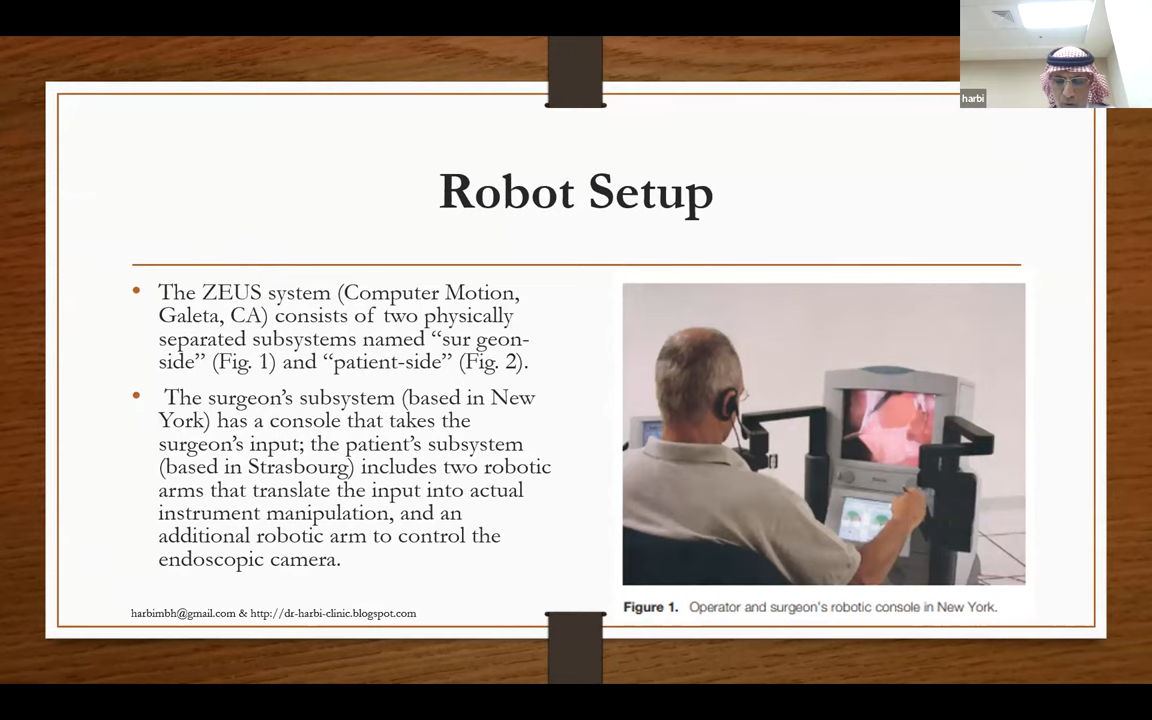 harbi
Robot Setup
• The ZEUS system (Computer Motion,
Galeta, CA) consists of two physically
separated subsystems named “sur geon-
side” (Fig. 1) and “patient-side” (Fig. 2).
• The surgeon’s subsystem (based in New
York) has a console that takes the
surgeon’s input; the patient’s subsystem
(based in Strasbourg) includes two robotic
arms that translate the input into actual
instrument manipulation, and an
additional robotic arm to control the
endoscopic camera.
Figure 1. Operator and surgeon’s robotic console in New York.
harbimbh@gmail.com & http://dr-harbi-clinic.blogspot.com